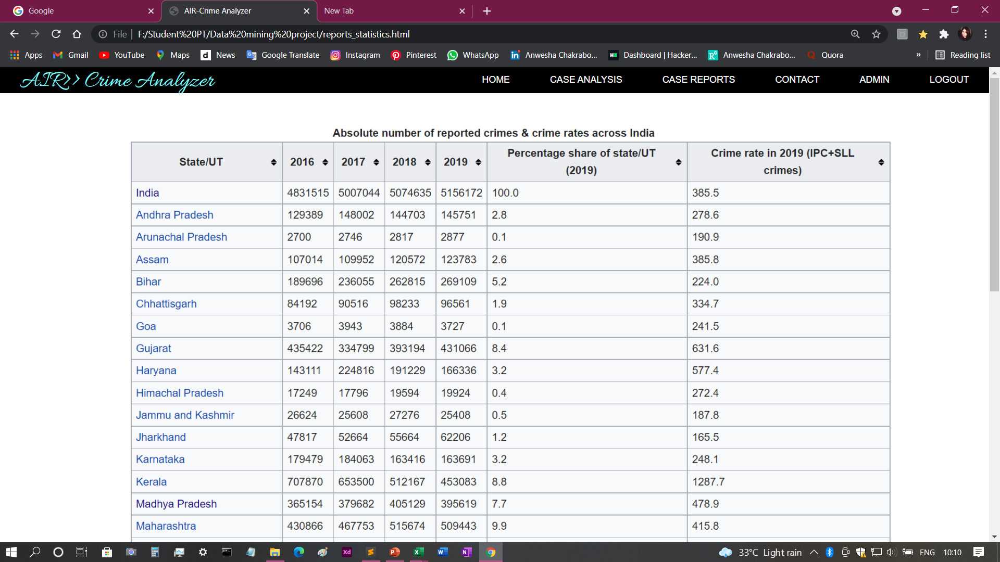 Google
AIR-Crime Analyzer
New Tab
File
F:/Student%20PT/Data%20mining%20project/reports_statistics.html
Apps Gmail YouTube Maps d News Google Translate Instagram Pinterest WhatsApp Anwesha Chakrabo... Dashboard | Hacker... Anwesha Chakrabo... Quora » Reading list
AIR>> Crime Analyzer HOME CASE ANALYSIS CASE REPORTS CONTACT ADMIN LOGOUT
Absolute number of reported crimes & crime rates across India
State/UT 2016 2017 2018 2019 Percentage share of state/UT (2019) Crime rate in 2019 (IPC+SLL crimes)
India 4831515 5007044 5074635 5156172 100.0 385.5
Andhra Pradesh 129389 148002 144703 145751 2.8 278.6
Arunachal Pradesh 2700 2746 2817 2877 0.1 190.9
Assam 107014 109952 120572 123783 2.6 385.8
Bihar 189696 236055 262815 269109 5.2 224.0
Chhattisgarh 84192 90516 98233 96561 1.9 334.7
Goa 3706 3943 3884 3727 0.1 241.5
Gujarat 435422 334799 393194 431066 8.4 631.6
Haryana 143111 224816 191229 166336 3.2 577.4
Himachal Pradesh 17249 17796 19594 19924 0.4 272.4
Jammu and Kashmir 26624 25608 27276 25408 0.5 187.8
Jharkhand 47817 52664 55664 62206 1.2 165.5
Karnataka 179479 184063 163416 163691 3.2 248.1
Kerala 707870 653500 512167 453083 8.8 1287.7
Madhya Pradesh 365154 379682 405129 395619 7.7 478.9
Maharashtra 430866 467753 515674 509443 9.9 415.8
Xd 33°C Light rain ENG 10:10